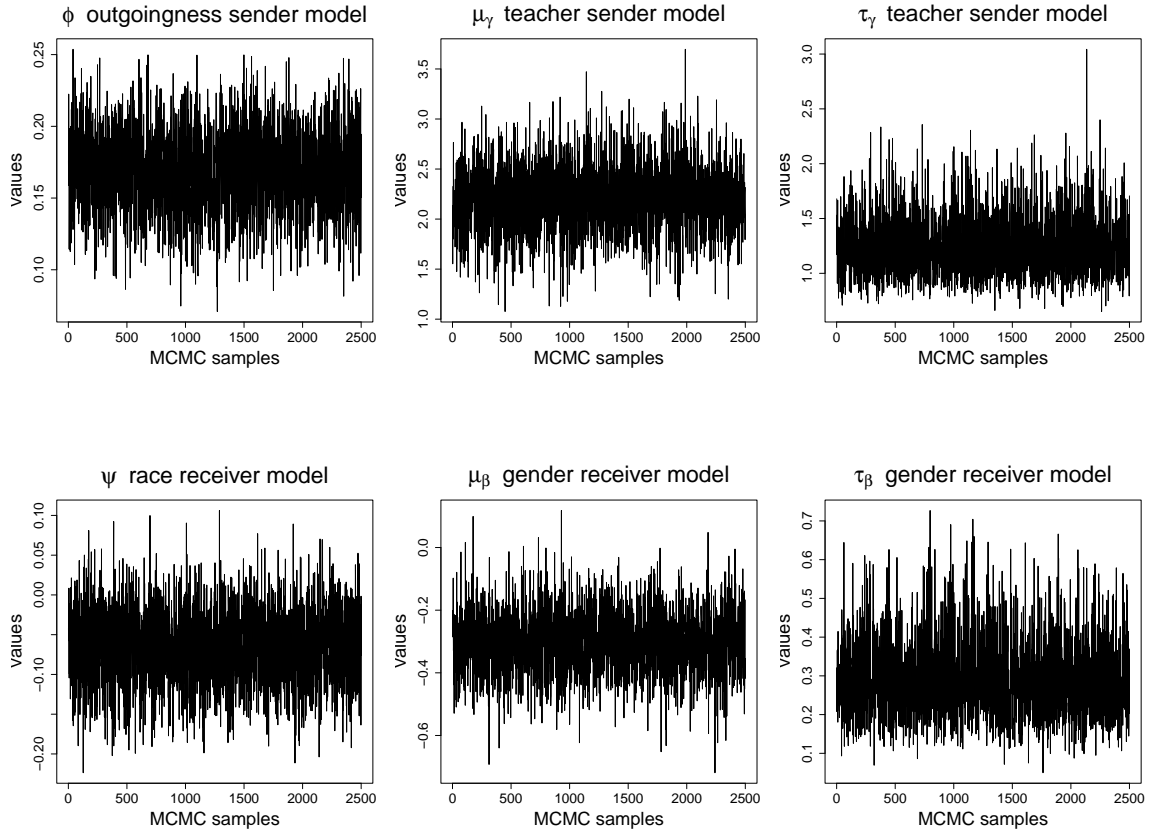 ϕ outgoingness sender model
μγ teacher sender model
τγ teacher sender model
values
0.10 0.15 0.20 0.25
0 500 1000 1500 2000 2500
MCMC samples
values
1.0 1.5 2.0 2.5 3.0 3.5
0 500 1000 1500 2000 2500
MCMC samples
values
1.0 1.5 2.0 2.5 3.0
0 500 1000 1500 2000 2500
MCMC samples
ψ race receiver model
μβ gender receiver model
τβ gender receiver model
values
−0.20 −0.10 0.00 0.05 0.10
0 500 1000 1500 2000 2500
MCMC samples
values
−0.6 −0.4 −0.2 0.0
0 500 1000 1500 2000 2500
MCMC samples
values
0.1 0.2 0.3 0.4 0.5 0.6 0.7
0 500 1000 1500 2000 2500
MCMC samples